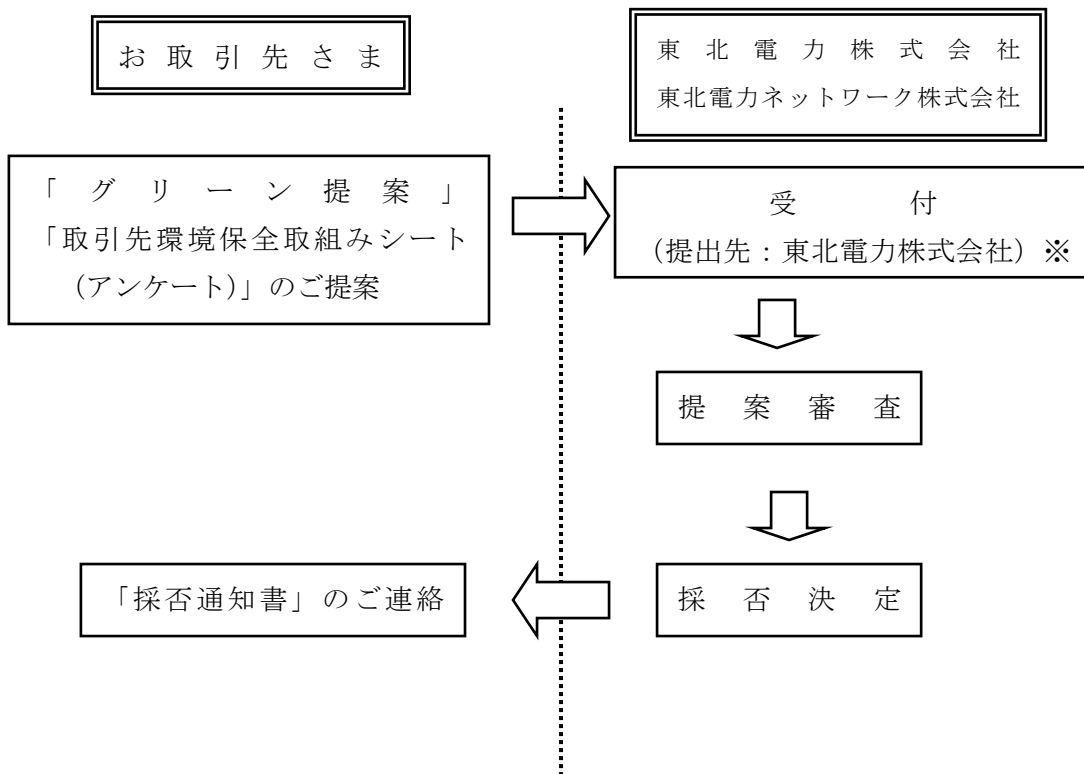 お取引先さま
東北電力株式会社
東北電力ネットワーク株式会社
「グリーン提案」
「取引先環境保全取組みシート
(アンケート)」のご提案
受付
(提出先：東北電力株式会社)※
提案審査
採否決定
「採否通知書」のご連絡